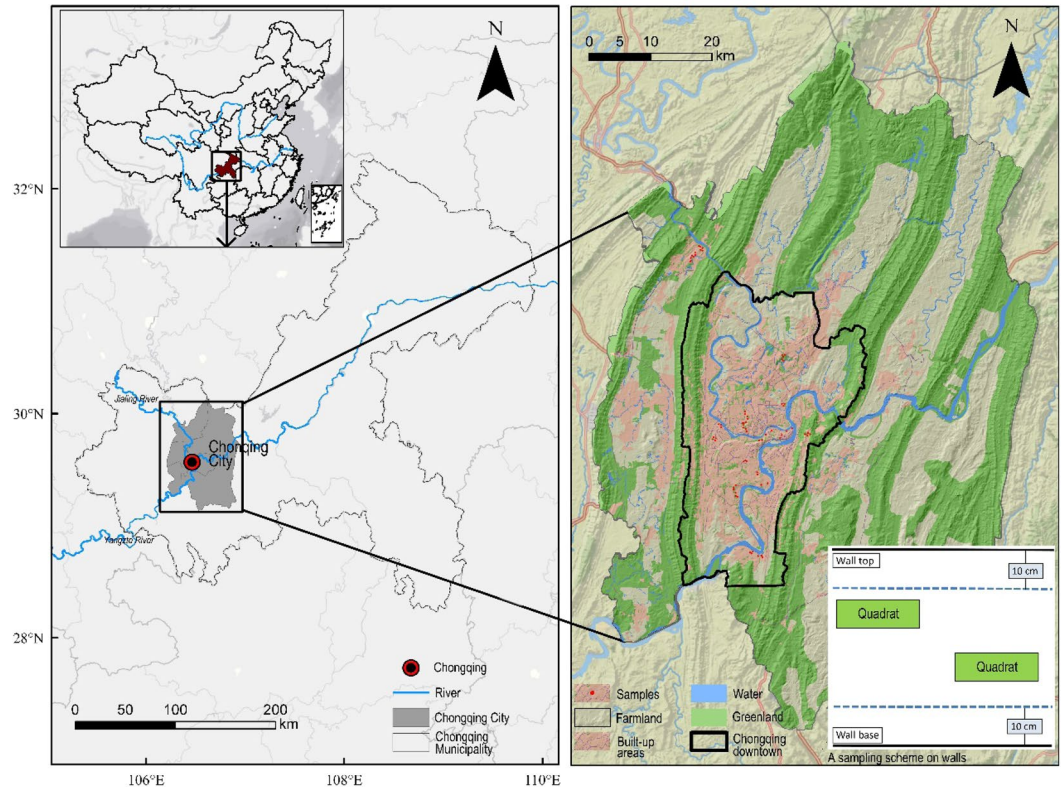 N
32°N
30°N
28°N
106°E
108°E
110°E
Jialing River
Chonqing
City
Yangtze River
Chongqing
River
Chongqing City
Chongqing
Municipality
0 50 100 200
km
N
0 5 10 20
km
Samples
Farmland
Built-up
areas
Water
Greenland
Chongqing
downtown
Wall top
10 cm
Quadrat
Quadrat
10 cm
Wall base
A sampling scheme on walls